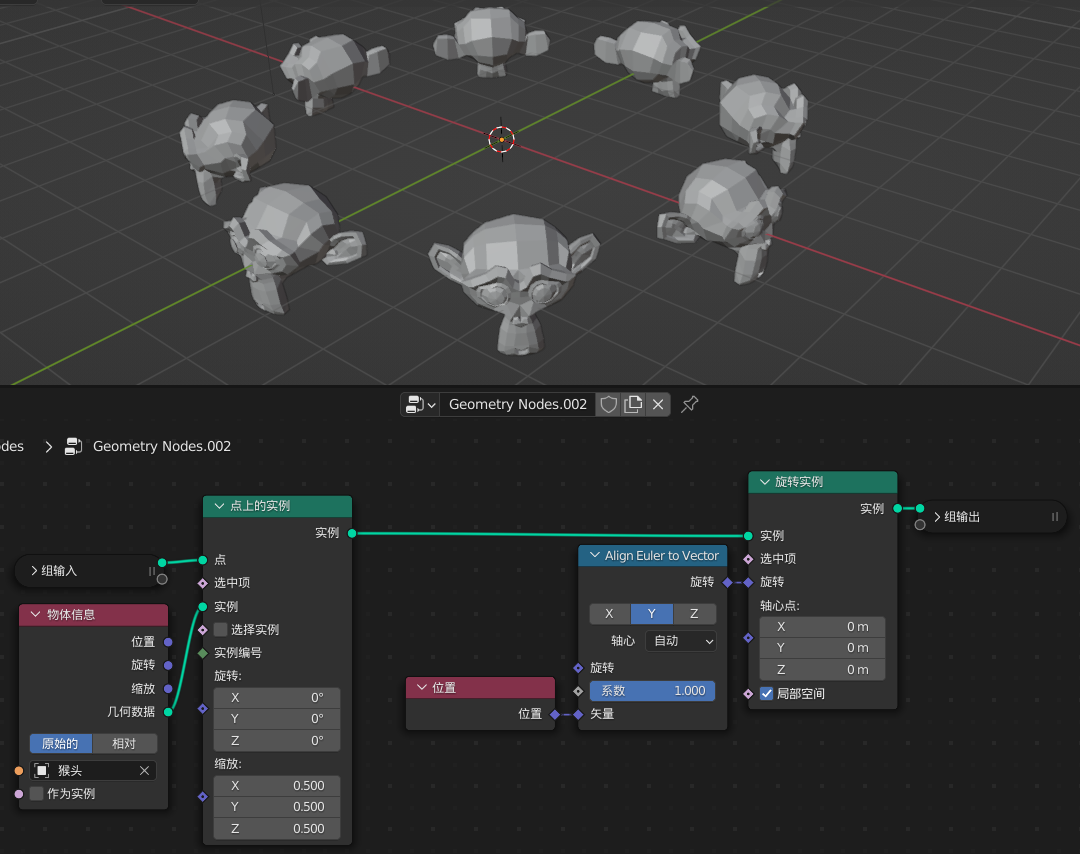 Geometry Nodes.002
des
Geometry Nodes.002
点上的实例
实例
点
选中项
实例
选择实例
实例编号
旋转:
X 0°
Y 0°
Z 0°
缩放:
X 0.500
Y 0.500
Z 0.500
组输入
物体信息
位置
旋转
缩放
几何数据
原始的 相对
猴头
作为实例
位置
位置
Align Euler to Vector
旋转
X Y Z
轴心 自动
旋转
系数 1.000
矢量
旋转实例
实例
实例
选中项
旋转
轴心点:
X 0 m
Y 0 m
Z 0 m
局部空间
组输出